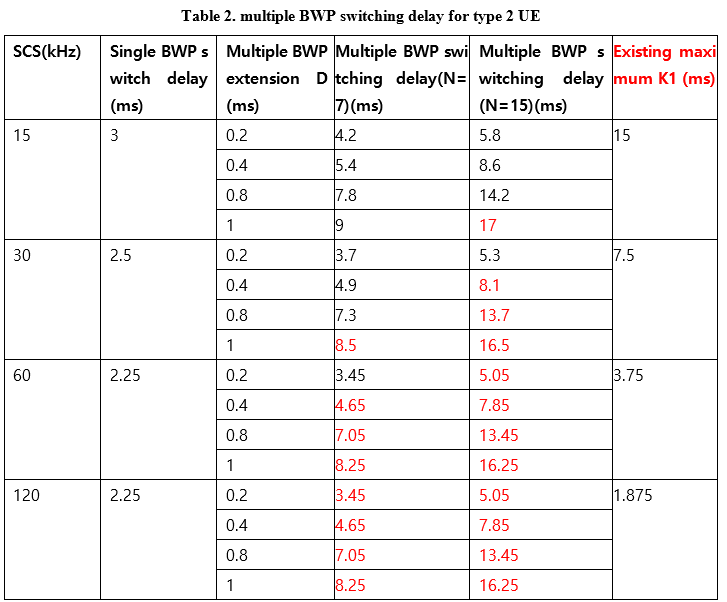 Table 2. multiple BWP switching delay for type 2 UE
SCS(kHz) Single BWP s Multiple BWP Multiple BWP swi Multiple BWP s Existing maxi
witch delay extension D tching delay(N= witching delay mum K1 (ms)
(ms) (ms) 7)(ms) (N=15)(ms)
15 3 0.2 4.2 5.8 15
0.4 5.4 8.6
0.8 7.8 14.2
1 9 17
30 2.5 0.2 3.7 5.3 7.5
0.4 4.9 8.1
0.8 7.3 13.7
1 8.5 16.5
60 2.25 0.2 3.45 5.05 3.75
0.4 4.65 7.85
0.8 7.05 13.45
1 8.25 16.25
120 2.25 0.2 3.45 5.05 1.875
0.4 4.65 7.85
0.8 7.05 13.45
1 8.25 16.25